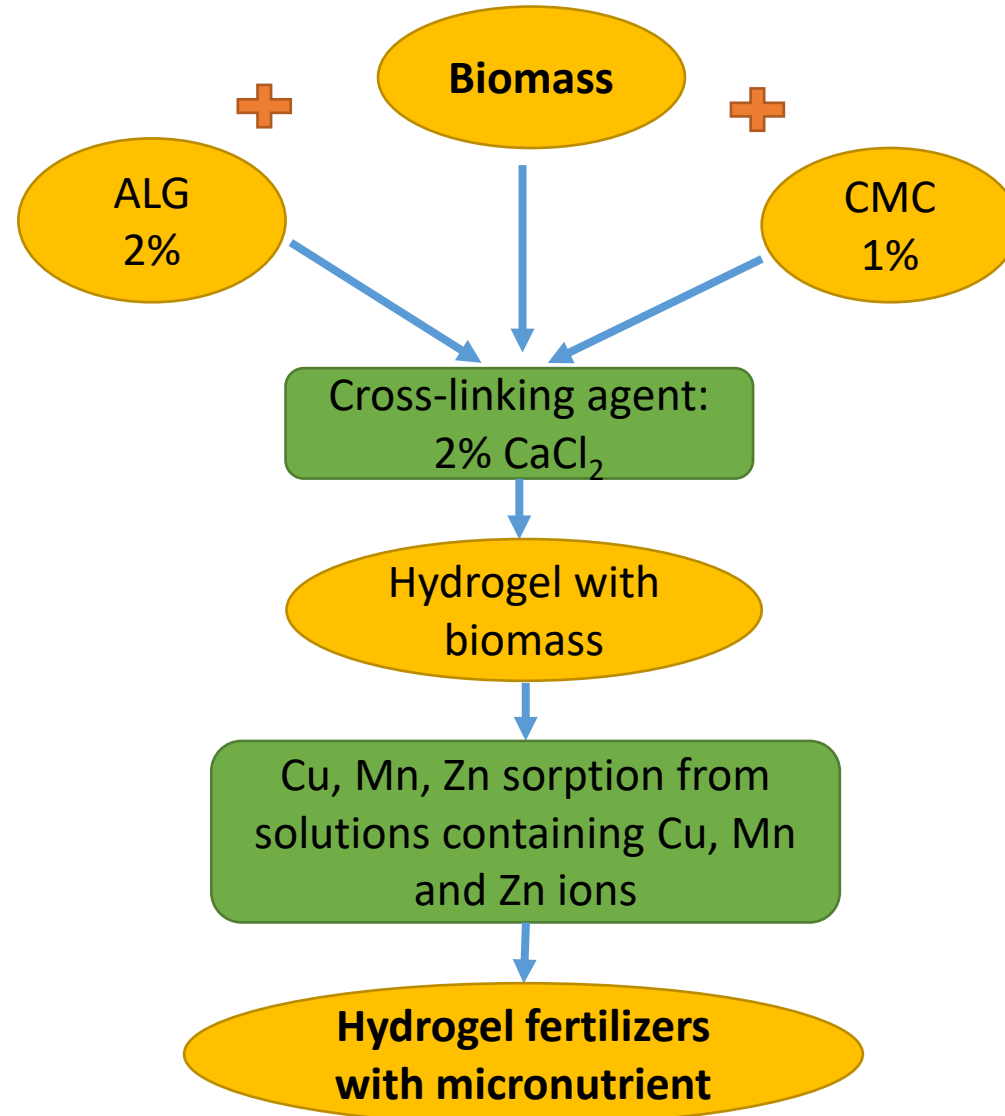 Biomass
ALG
2%
CMC
1%
Cross-linking agent:
2% CaCl₂
Hydrogel with
biomass
Cu, Mn, Zn sorption from
solutions containing Cu, Mn
and Zn ions
Hydrogel fertilizers
with micronutrient